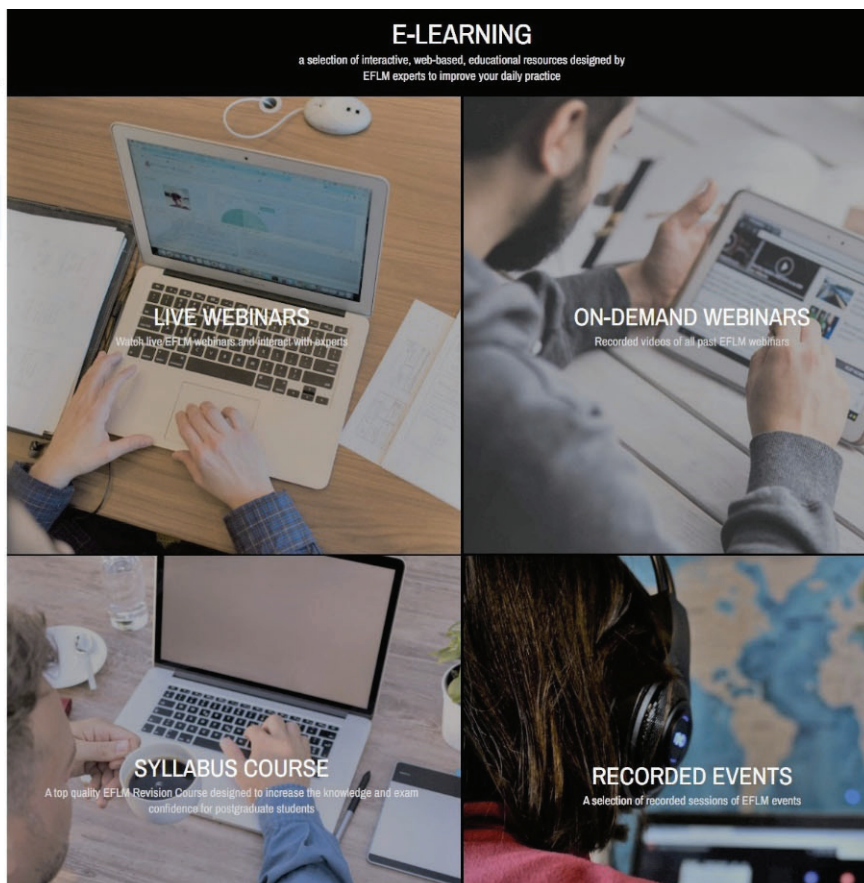 E-LEARNING
a selection of interactive, web-based, educational resources designed by
EFLM experts to improve your daily practice
LIVE WEBINARS
Watch live EFLM webinars and interact with experts
ON-DEMAND WEBINARS
Recorded videos of all past EFLM webinars
SYLLABUS COURSE
A top quality EFLM Revision Course designed to increase the knowledge and exam
confidence for postgraduate students
RECORDED EVENTS
A selection of recorded sessions of EFLM events